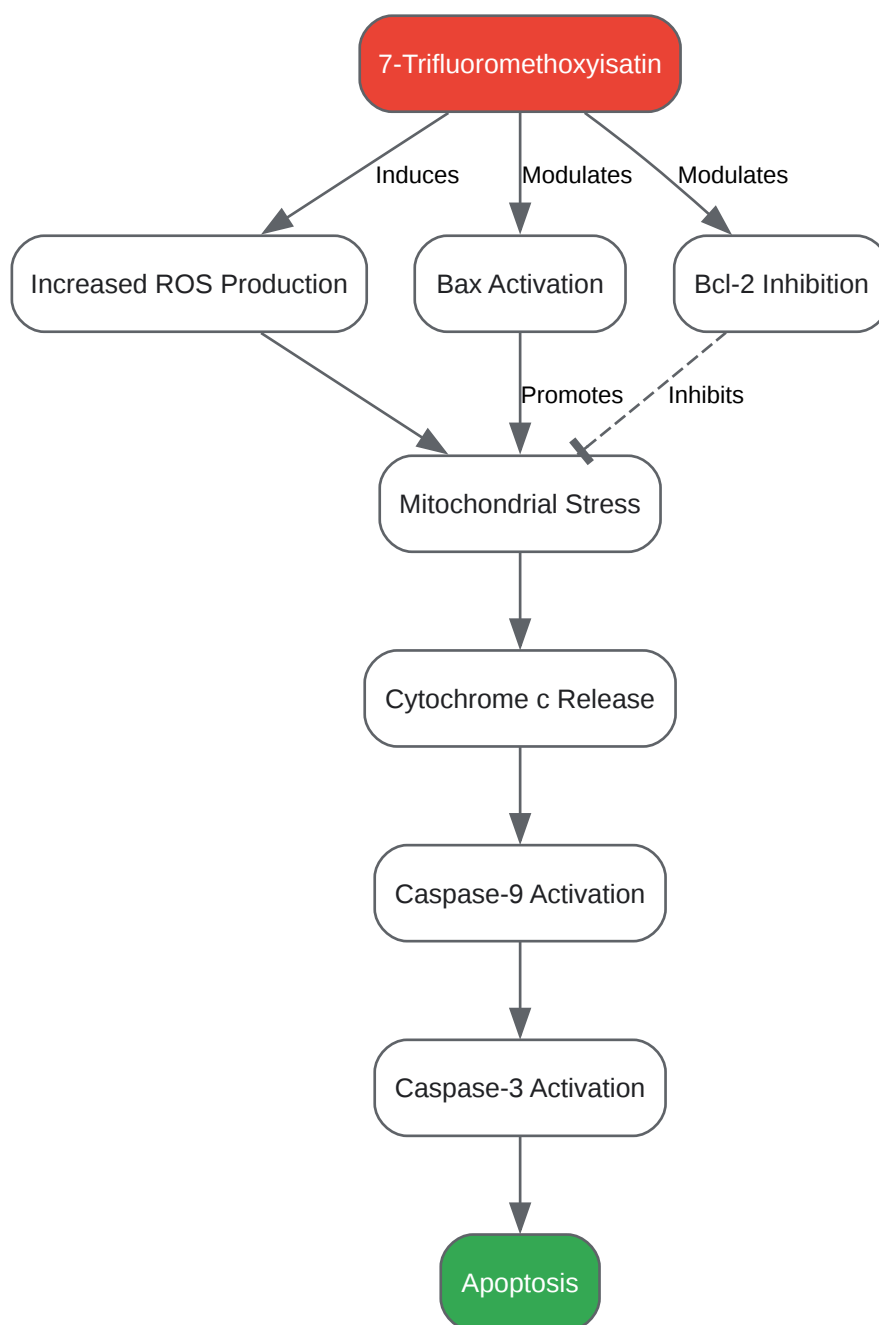 7-Trifluoromethoxyisatin
Induces
Modulates
Modulates
Increased ROS Production
Bax Activation
Bcl-2 Inhibition
Promotes
Inhibits
Mitochondrial Stress
Cytochrome c Release
Caspase-9 Activation
Caspase-3 Activation
Apoptosis